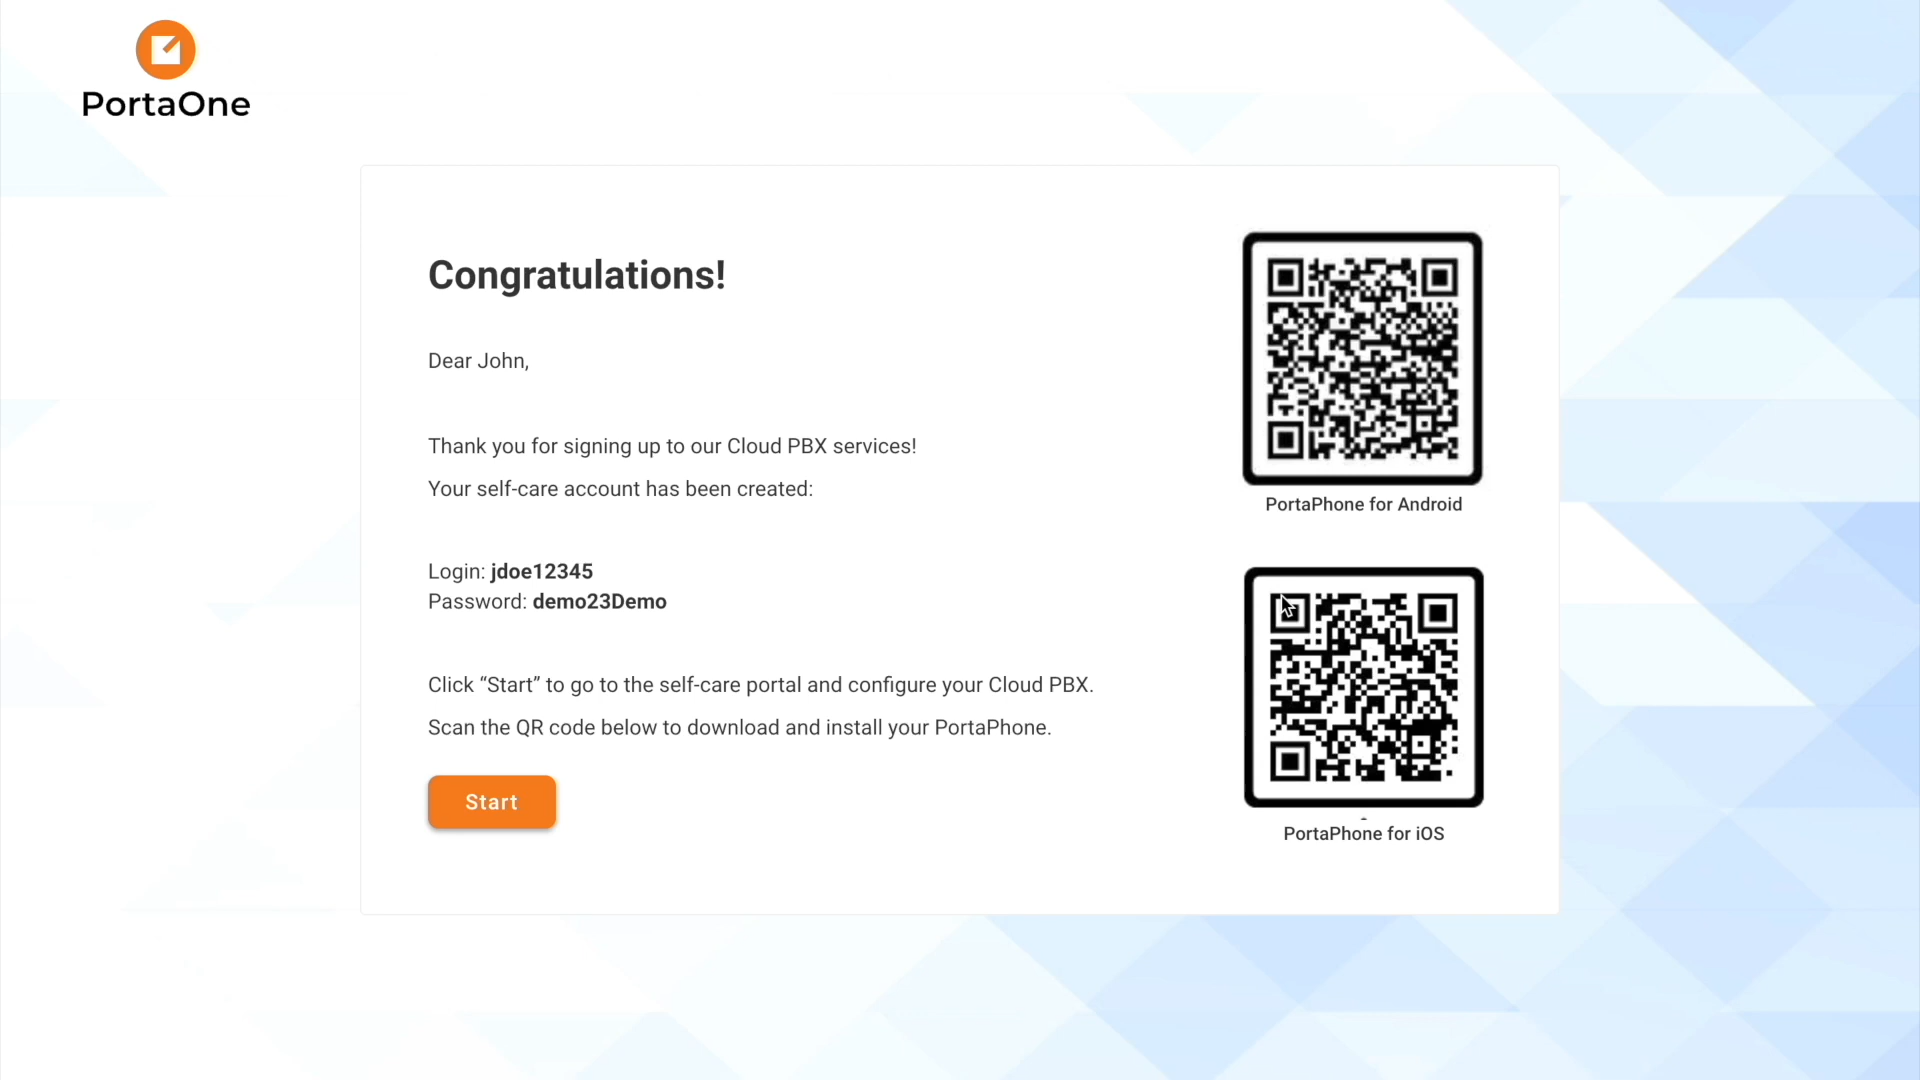 PortaOne
Congratulations!
Dear John,
Thank you for signing up to our Cloud PBX services!
Your self-care account has been created:
Login: jdoe12345
Password: demo23Demo
Click “Start” to go to the self-care portal and configure your Cloud PBX.
Scan the QR code below to download and install your PortaPhone.
Start
PortaPhone for Android
PortaPhone for iOS